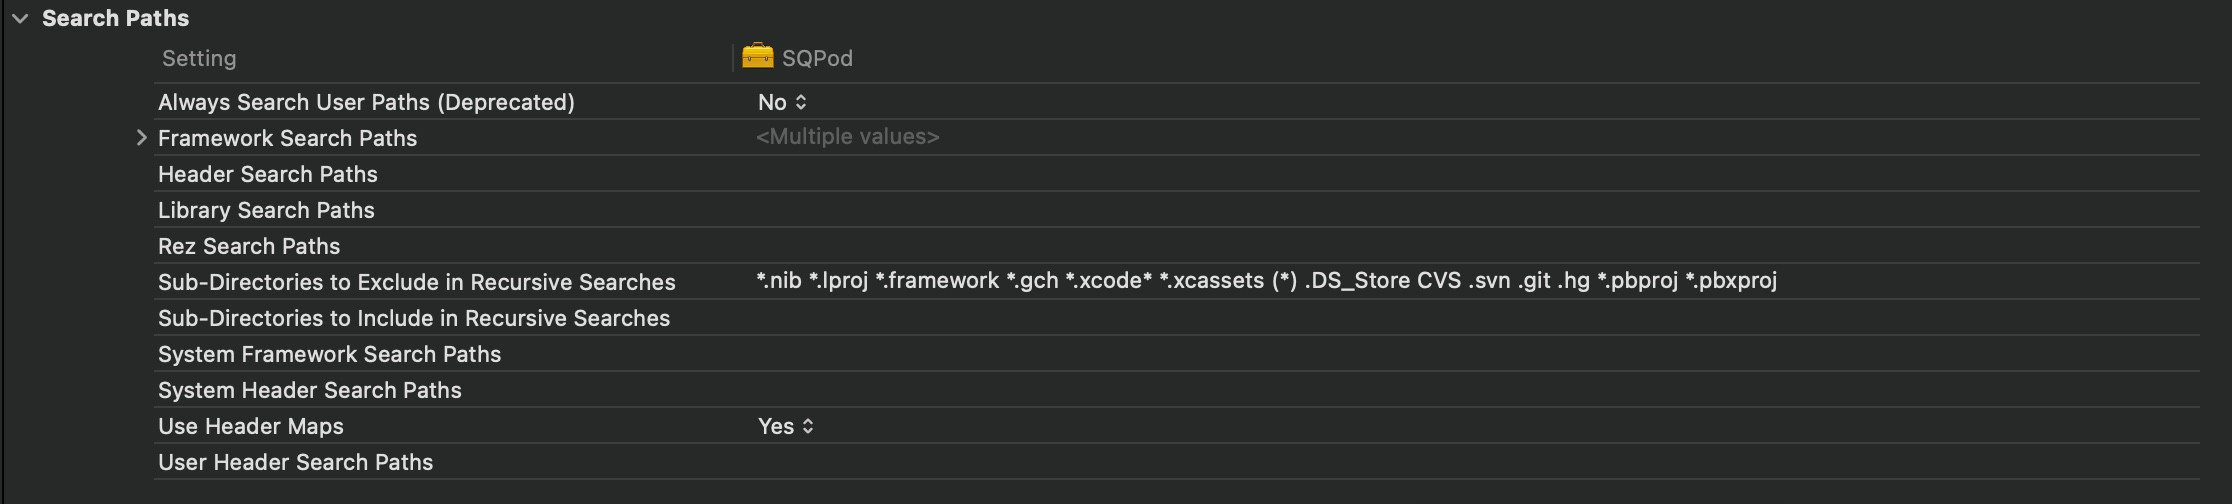 Search Paths
Setting SQPod
Always Search User Paths (Deprecated) No
Framework Search Paths <Multiple values>
Header Search Paths
Library Search Paths
Rez Search Paths
Sub-Directories to Exclude in Recursive Searches *.nib *.lproj *.framework *.gch *.xcode* *.xcassets (*) .DS_Store CVS .svn .git .hg *.pbproj *.pbxproj
Sub-Directories to Include in Recursive Searches
System Framework Search Paths
System Header Search Paths
Use Header Maps Yes
User Header Search Paths